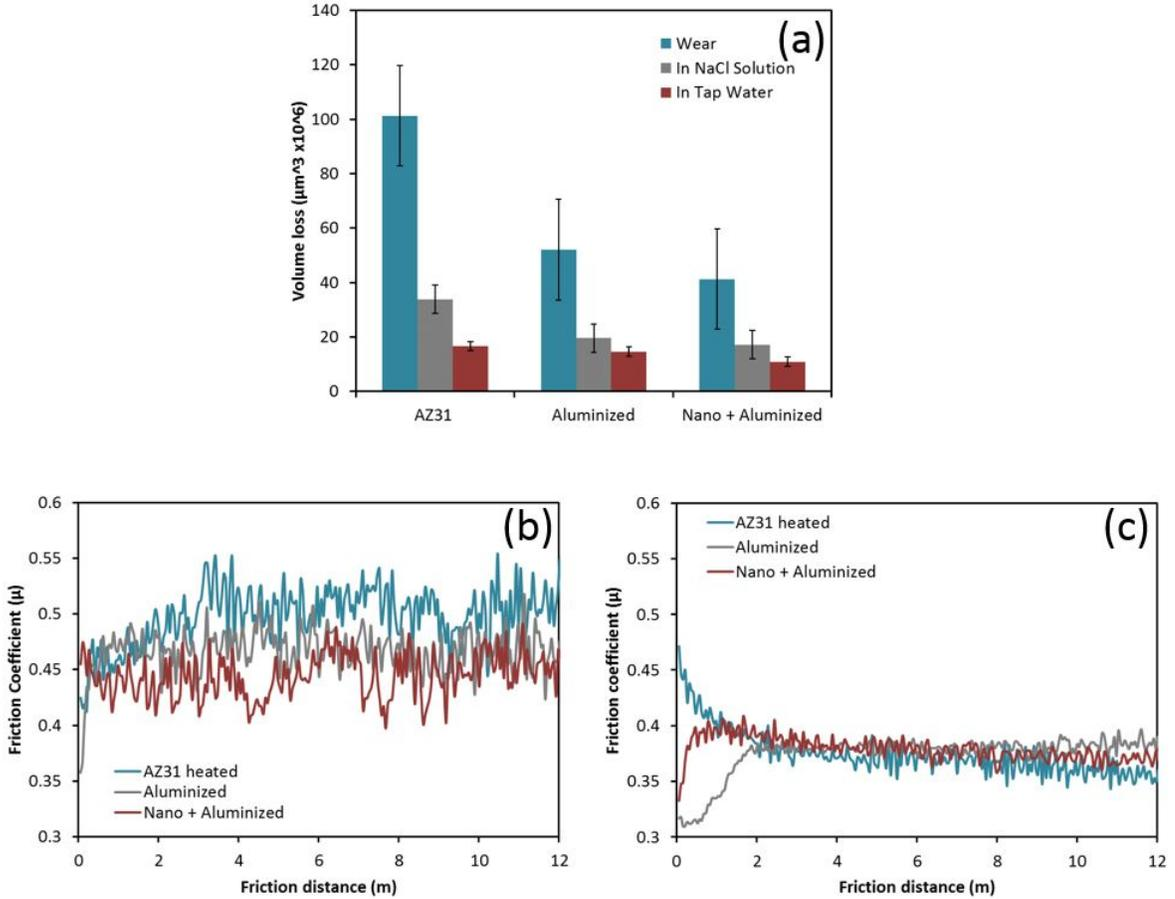 (a)
Wear
In NaCl Solution
In Tap Water
Volume loss (µm^3 x10^6)
140
120
100
80
60
40
20
0
AZ31 Aluminized Nano + Aluminized
(b)
Friction Coefficient (µ)
0.6
0.55
0.5
0.45
0.4
0.35
0.3
AZ31 heated
Aluminized
Nano + Aluminized
0 2 4 6 8 10 12
Friction distance (m)
(c)
Friction coefficient (µ)
0.6
0.55
0.5
0.45
0.4
0.35
0.3
AZ31 heated
Aluminized
Nano + Aluminized
0 2 4 6 8 10 12
Friction distance (m)